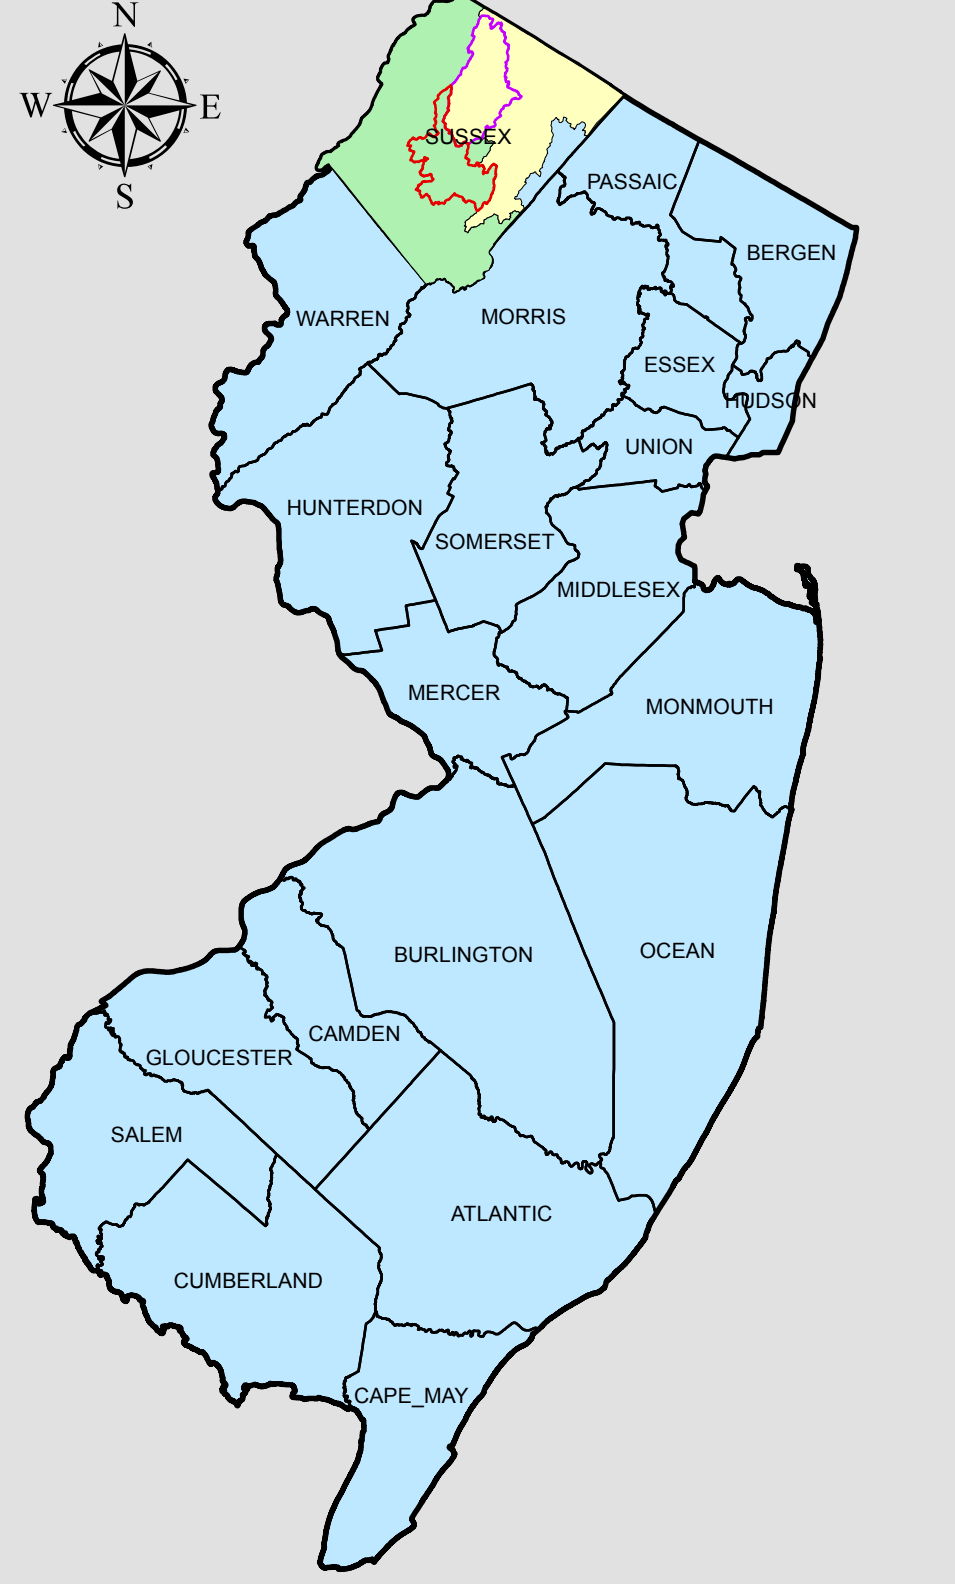 N
W
E
S
SUSSEX
PASSAIC
BERGEN
WARREN
MORRIS
ESSEX
HUDSON
UNION
HUNTERDON
SOMERSET
MIDDLESEX
MERCER
MONMOUTH
BURLINGTON
OCEAN
CAMDEN
GLOUCESTER
SALEM
ATLANTIC
CUMBERLAND
CAPE_MAY